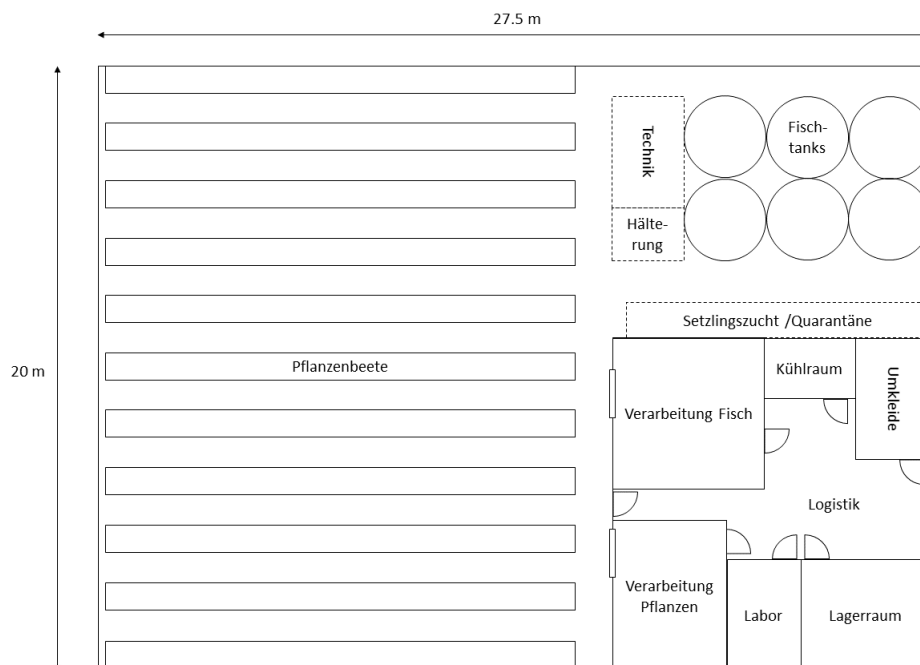 27.5 m
Technik
Fisch-
tanks
Hälte-
rung
Setzlingszucht /Quarantäne
20 m
Pflanzenbeete
Kühlraum
Umkleide
Verarbeitung Fisch
Logistik
Verarbeitung
Pflanzen
Labor
Lagerraum